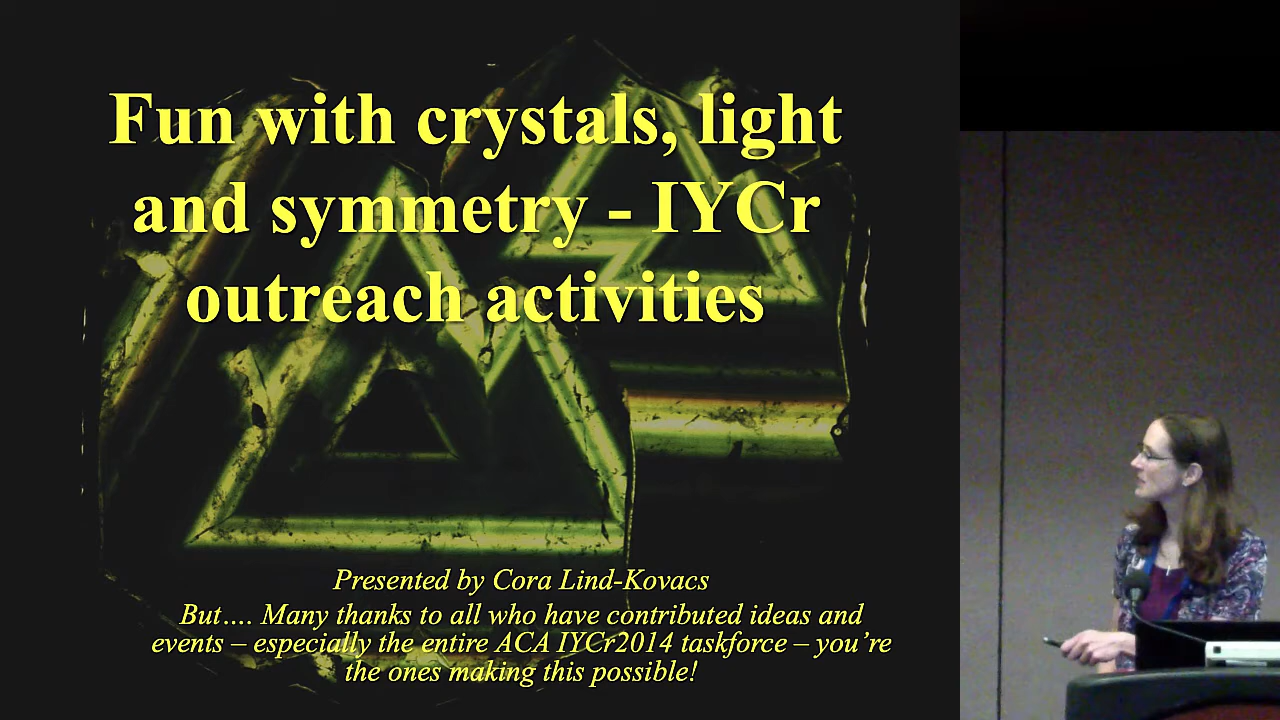 Fun with crystals, light
and symmetry - IYCr
outreach activities
Presented by Cora Lind-Kovacs
But…. Many thanks to all who have contributed ideas and
events – especially the entire ACA IYCr2014 taskforce – you’re
the ones making this possible!